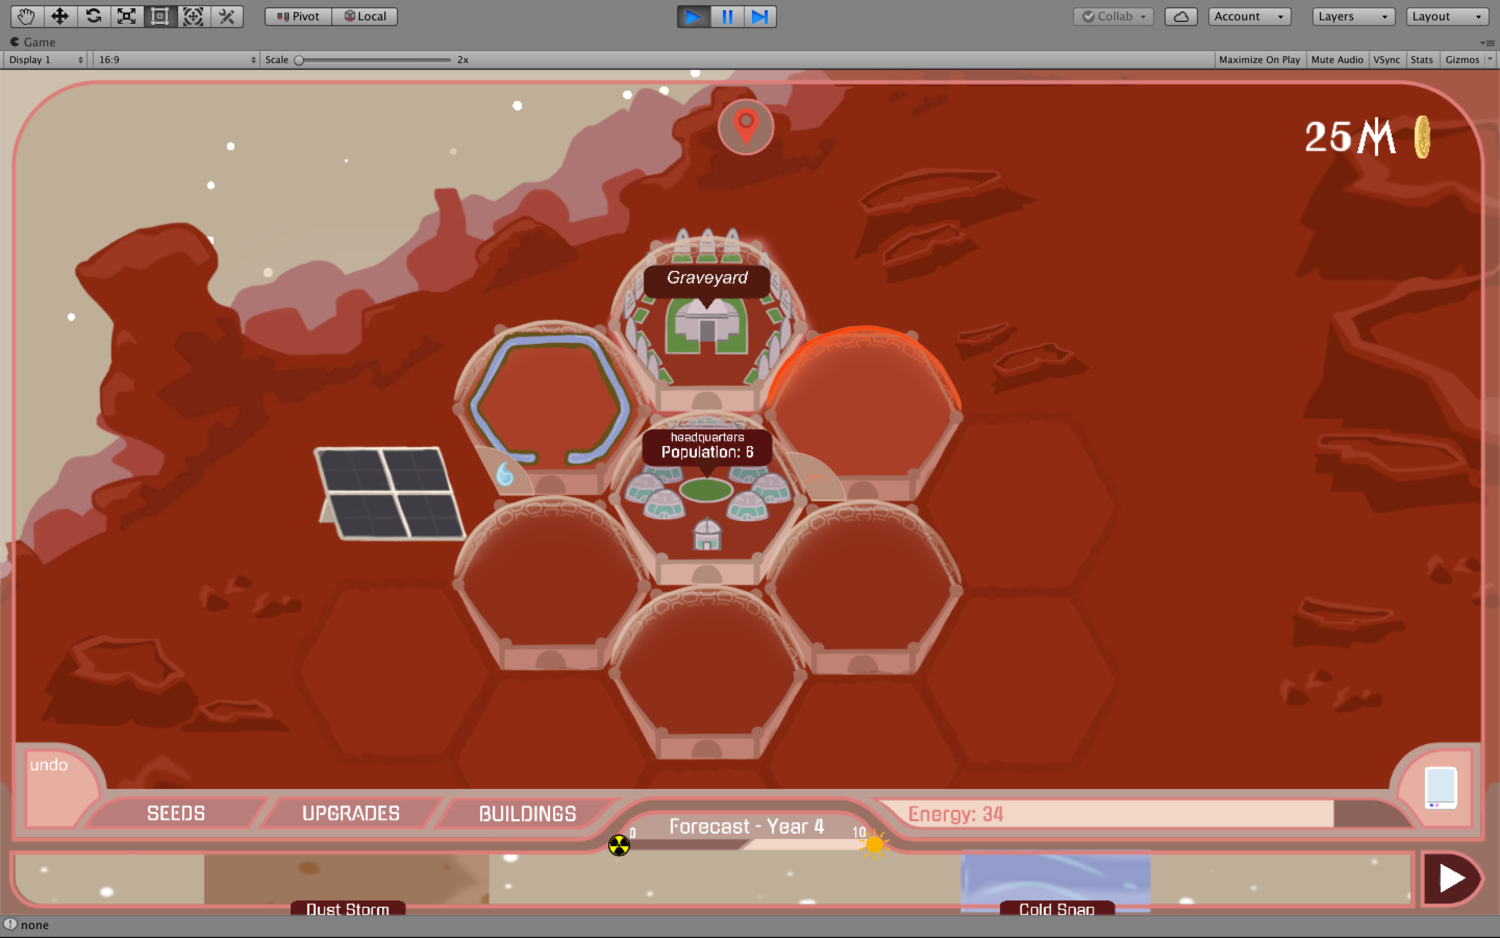 Pivot
Local
Collab
Account
Layers
Layout
Game
Display 1
16:9
Scale
2x
Maximize On Play
Mute Audio
VSync
Stats
Gizmos
25
Graveyard
headquarters
Population: 6
undo
SEEDS
UPGRADES
BUILDINGS
Forecast - Year 4
0
10
Energy: 34
Dust Storm
Cold Snap
none